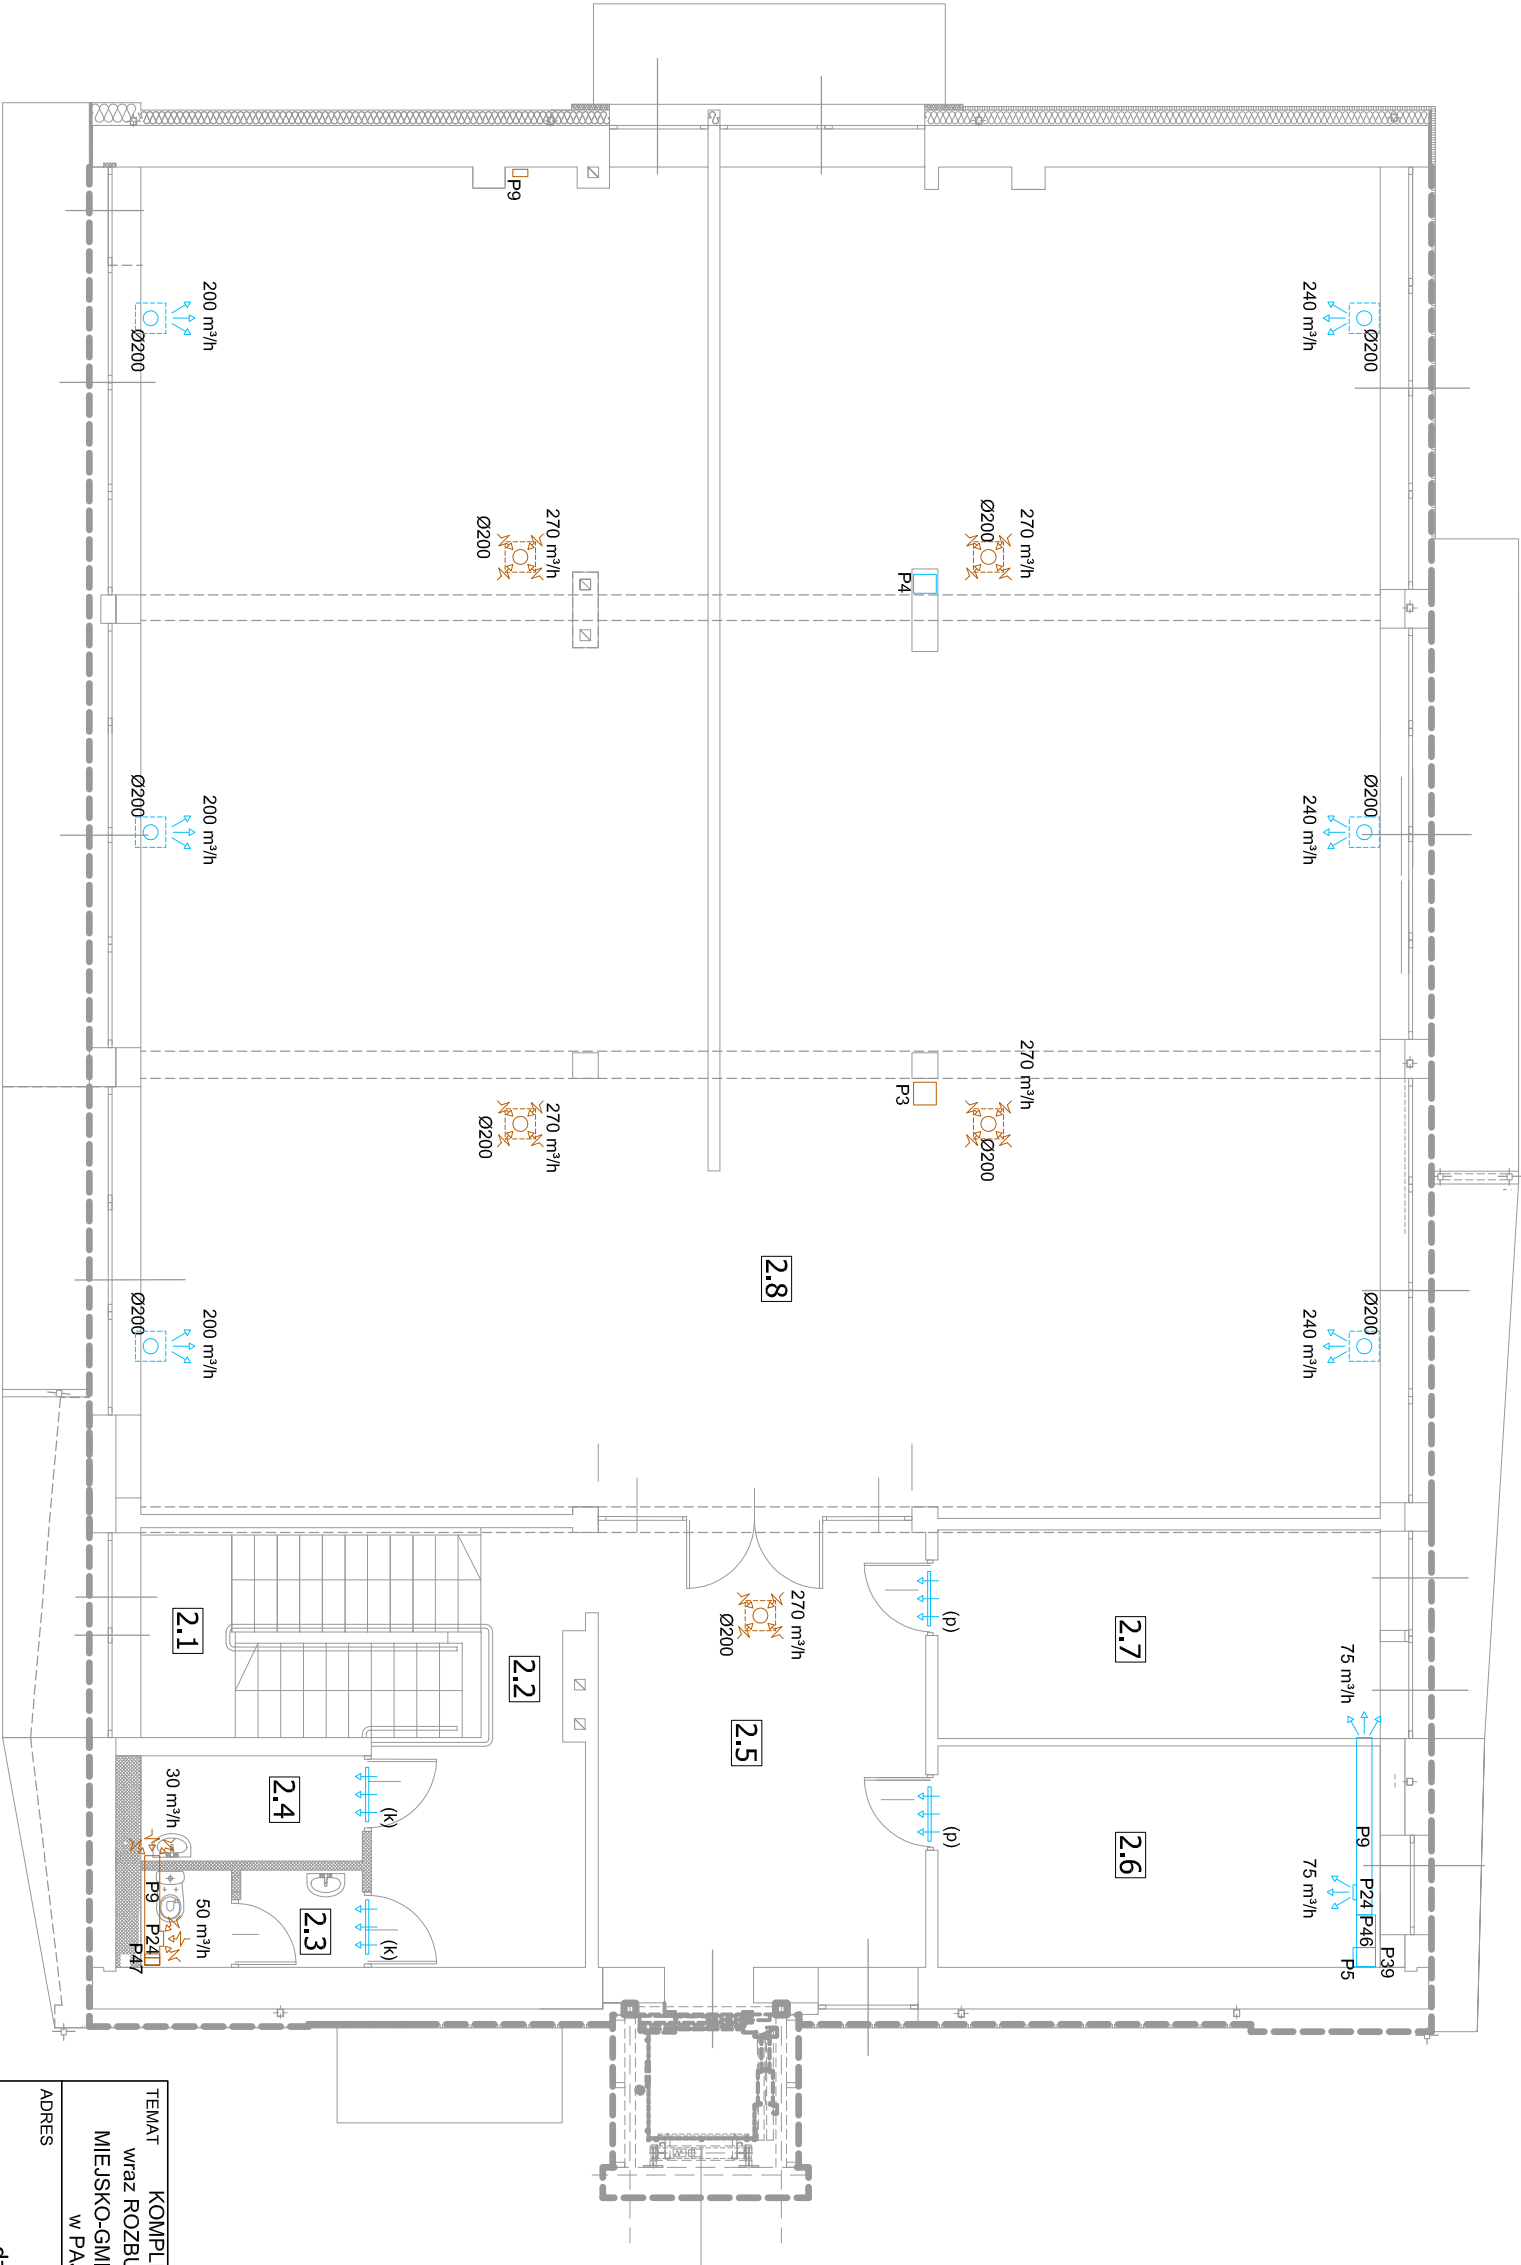 P39
Ø200
Ø200
Ø200
P9
P24
P46
75 m³/h
P5
240 m³/h
240 m³/h
240 m³/h
75 m³/h
2.7
2.6
270 m³/h
270 m³/h
Ø200
Ø200
(p)
(p)
P4
P3
270 m³/h
2.8
2.5
Ø200
270 m³/h
270 m³/h
2.2
P9
Ø200
Ø200
(k)
(k)
2.3
2.4
200 m³/h
200 m³/h
200 m³/h
50 m³/h
2.1
30 m³/h
P9
P24
Ø200
Ø200
Ø200
P47
TEMAT KOMPL
wraz ROZBU
MIEJSKO-GMI
w PA
ADRES